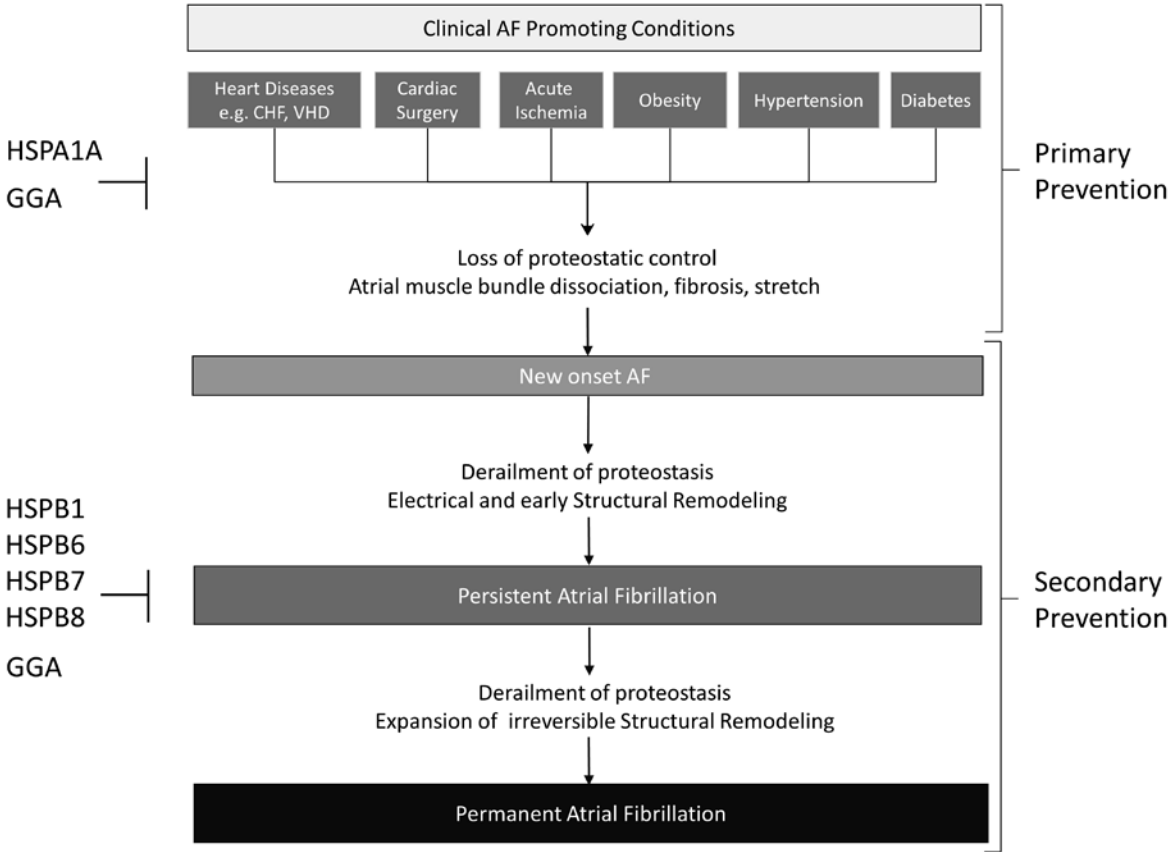 Clinical AF Promoting Conditions
Heart Diseases
e.g. CHF, VHD
Cardiac
Surgery
Acute
Ischemia
Obesity
Hypertension
Diabetes
HSPA1A
GGA
Primary
Prevention
Loss of proteostatic control
Atrial muscle bundle dissociation, fibrosis, stretch
New onset AF
Derailment of proteostasis
Electrical and early Structural Remodeling
HSPB1
HSPB6
HSPB7
HSPB8
GGA
Persistent Atrial Fibrillation
Secondary
Prevention
Derailment of proteostasis
Expansion of irreversible Structural Remodeling
Permanent Atrial Fibrillation